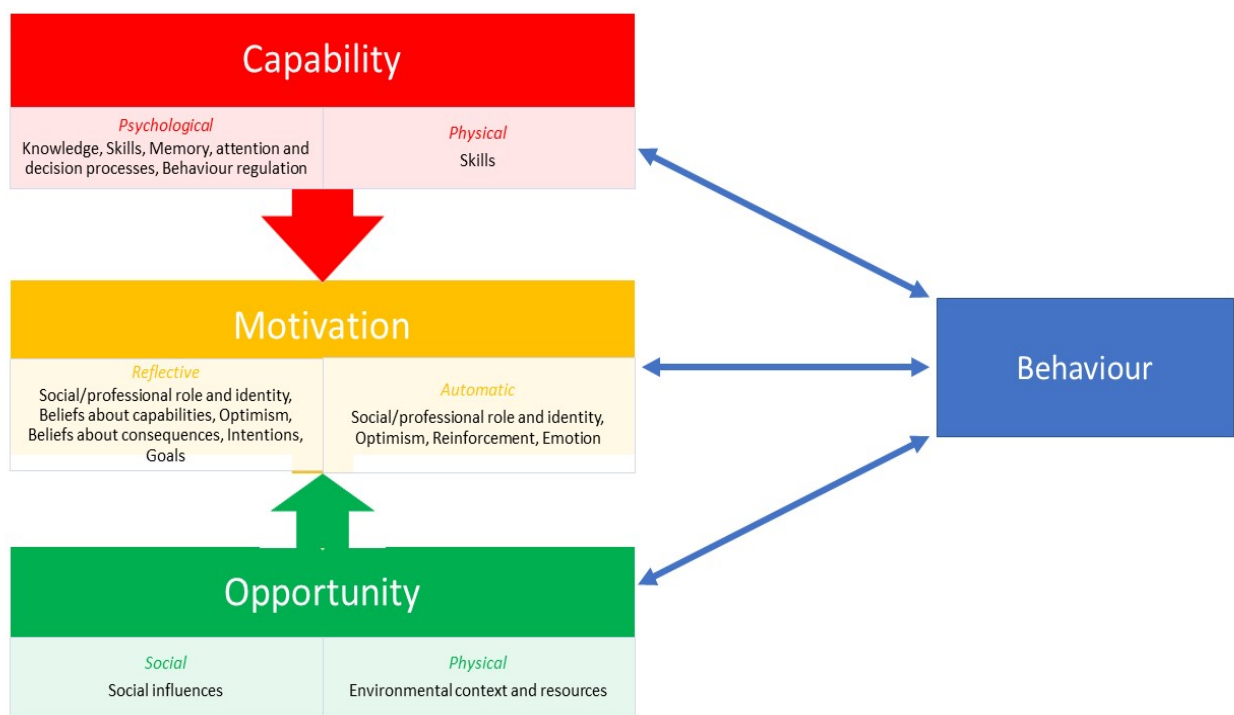 Capability
Psychological
Knowledge, Skills, Memory, attention and
decision processes, Behaviour regulation
Physical
Skills
Motivation
Reflective
Social/professional role and identity,
Beliefs about capabilities, Optimism,
Beliefs about consequences, Intentions,
Goals
Automatic
Social/professional role and identity,
Optimism, Reinforcement, Emotion
Behaviour
Opportunity
Social
Social influences
Physical
Environmental context and resources